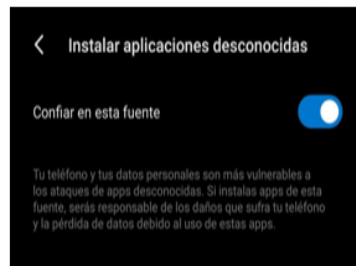 Instalar aplicaciones desconocidas
Confiar en esta fuente
Tu teléfono y tus datos personales son más vulnerables a
los ataques de apps desconocidas. Si instalas apps de esta
fuente, serás responsable de los daños que sufra tu teléfono
y la pérdida de datos debido al uso de estas apps.